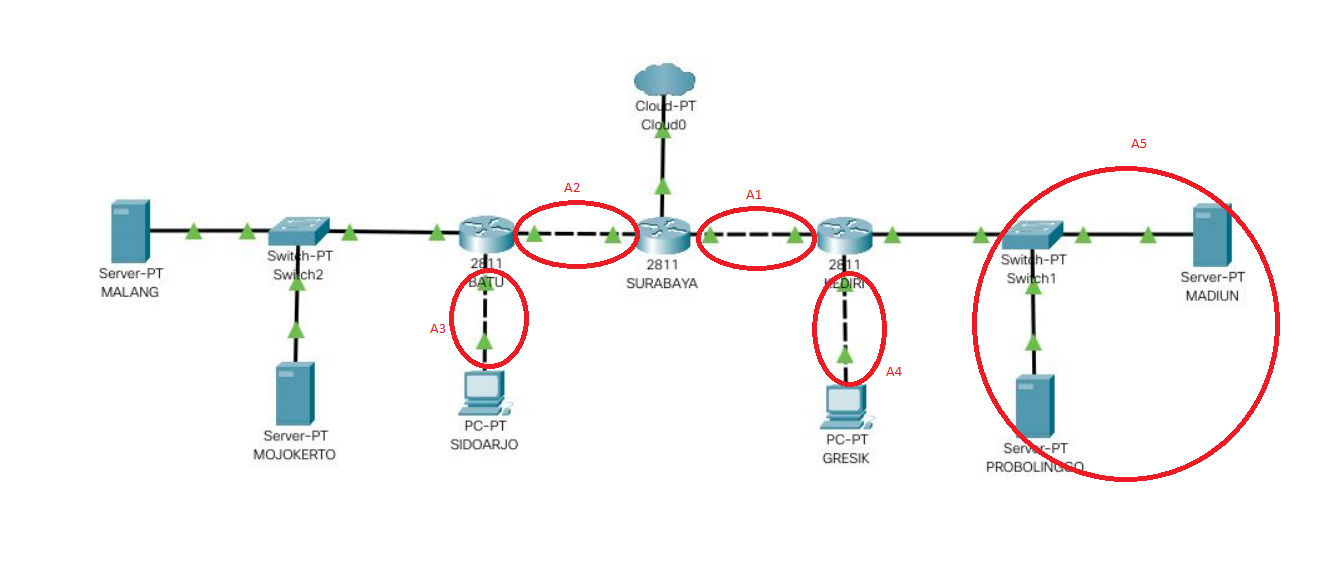 Cloud-PT
Cloud0
A5
A2
A1
Server-PT
MALANG
Switch-PT
Switch2
2811
BATU
2811
SURABAYA
2811
KEDIRI
Switch-PT
Switch1
Server-PT
MADIUN
A3
A4
PC-PT
SIDOARJO
PC-PT
GRESIK
Server-PT
MOJOKERTO
Server-PT
PROBOLINGGO